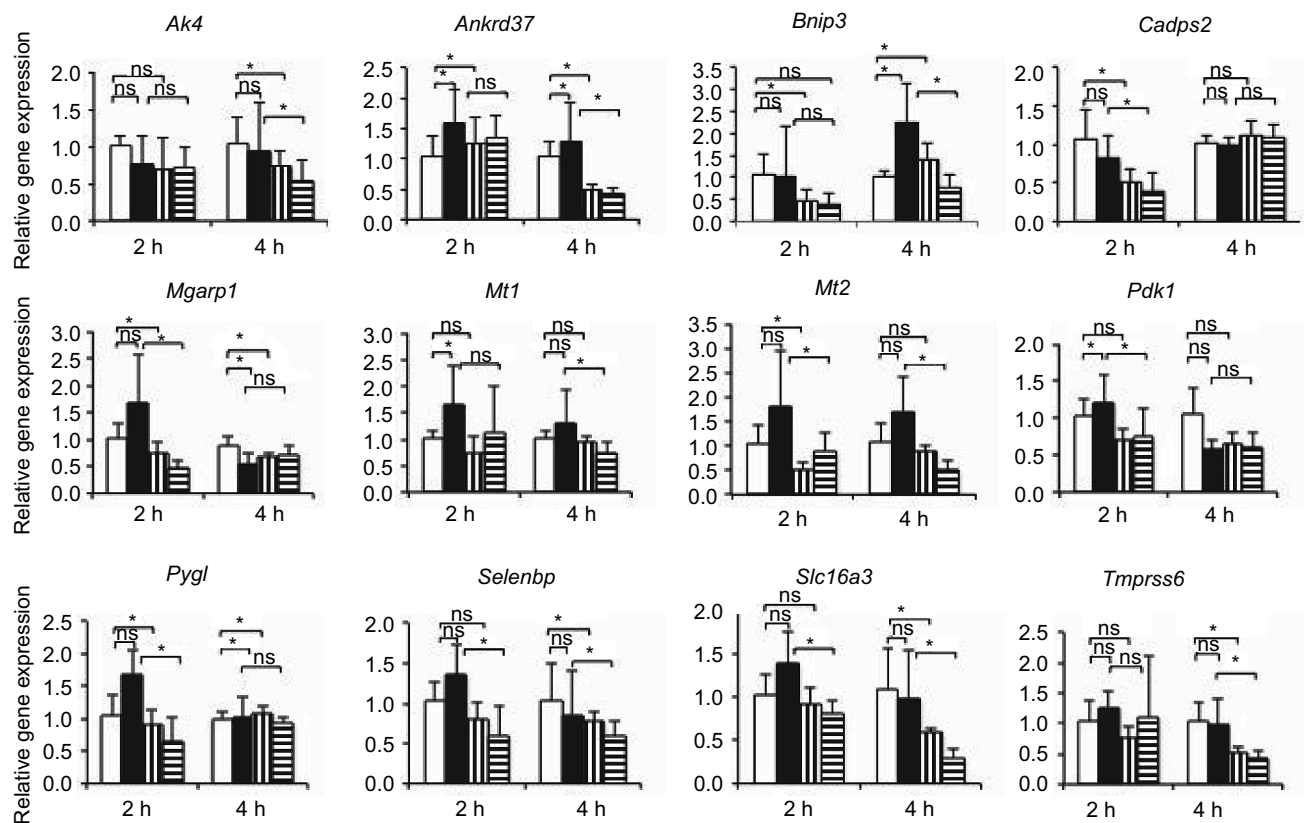 Ak4
Ankrd37
Bnip3
Cadps2
Relative gene expression
2.0
1.5
1.0
0.5
0.0
ns
ns
ns
*
ns
*
2 h
4 h
2.5
2.0
1.5
1.0
0.5
0.0
*
*
ns
*
*
*
2 h
4 h
3.5
3.0
2.5
2.0
1.5
1.0
0.5
0.0
ns
*
ns
ns
*
*
*
2 h
4 h
2.0
1.5
1.0
0.5
0.0
*
ns
*
ns
ns
ns
2 h
4 h
Mgarp1
Mt1
Mt2
Pdk1
Relative gene expression
3.0
2.5
2.0
1.5
1.0
0.5
0.0
*
ns
*
*
*
ns
2 h
4 h
3.0
2.5
2.0
1.5
1.0
0.5
0.0
ns
*
ns
ns
ns
*
2 h
4 h
3.5
3.0
2.5
2.0
1.5
1.0
0.5
0.0
*
ns
*
ns
ns
*
2 h
4 h
2.0
1.5
1.0
0.5
0.0
ns
*
*
ns
ns
ns
2 h
4 h
Pygl
Selenbp
Slc16a3
Tmprss6
Relative gene expression
2.5
2.0
1.5
1.0
0.5
0
*
ns
*
*
*
ns
2 h
4 h
2.0
1.5
1.0
0.5
0.0
ns
ns
*
*
ns
*
2 h
4 h
2.0
1.5
1.0
0.5
0.0
ns
ns
*
*
ns
*
2 h
4 h
2.5
2.0
1.5
1.0
0.5
0.0
ns
ns
ns
*
ns
*
2 h
4 h